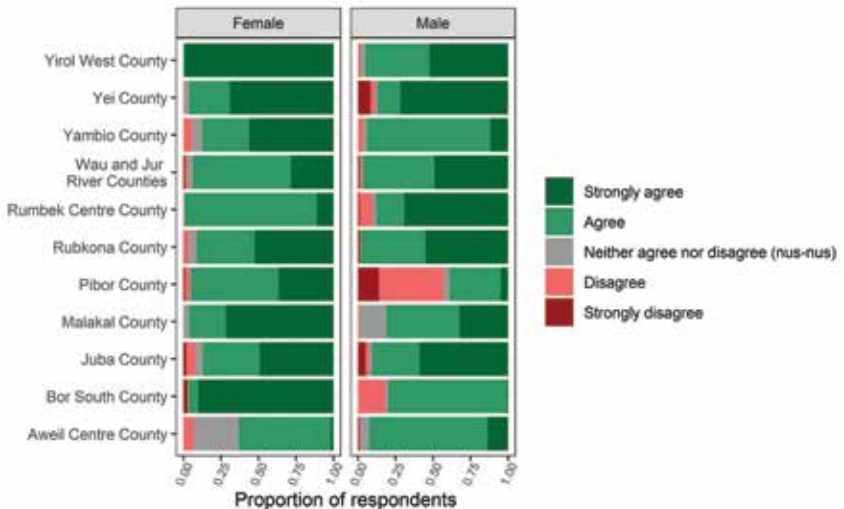 Female
Male
Yirol West County
Yei County
Yambio County
Wau and Jur
River Counties
Rumbek Centre County
Rubkona County
Pibor County
Malakal County
Juba County
Bor South County
Aweil Centre County
0.00 0.25 0.50 0.75 1.00
0.00 0.25 0.50 0.75 1.00
Proportion of respondents
Strongly agree
Agree
Neither agree nor disagree (nus-nus)
Disagree
Strongly disagree